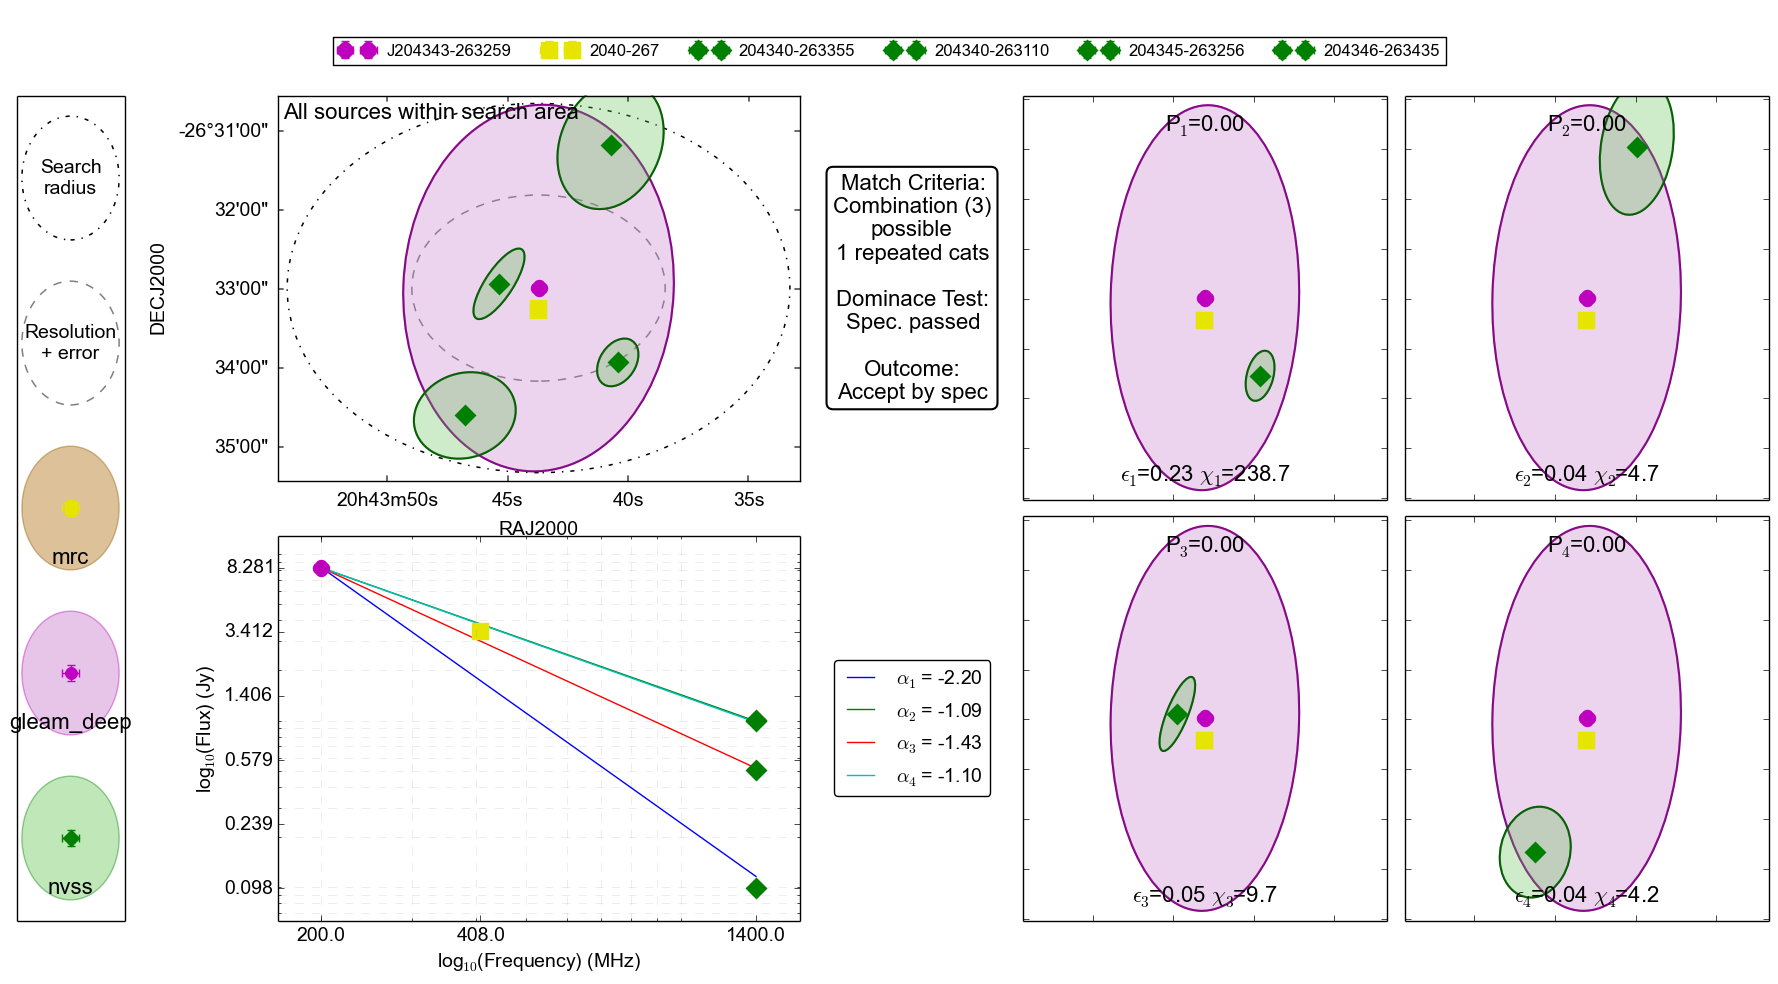 J204343-263259 2040-267 204340-263355 204340-263110 204345-263256 204346-263435
Search
radius
Resolution
+ error
mrc
gleam_deep
nvss
All sources within search area
DECJ2000
-26°31'00"
32'00"
33'00"
34'00"
35'00"
20h43m50s 45s 40s 35s
RAJ2000
Match Criteria:
Combination (3)
possible
1 repeated cats
Dominace Test:
Spec. passed
Outcome:
Accept by spec
P₁=0.00
ϵ₁=0.23 χ₁=238.7
P₂=0.00
ϵ₂=0.04 χ₂=4.7
log₁₀(Flux) (Jy)
8.281
3.412
1.406
0.579
0.239
0.098
200.0 408.0 1400.0
log₁₀(Frequency) (MHz)
α₁ = -2.20
α₂ = -1.09
α₃ = -1.43
α₄ = -1.10
P₃=0.00
ϵ₃=0.05 χ₃=9.7
P₄=0.00
ϵ₄=0.04 χ₄=4.2